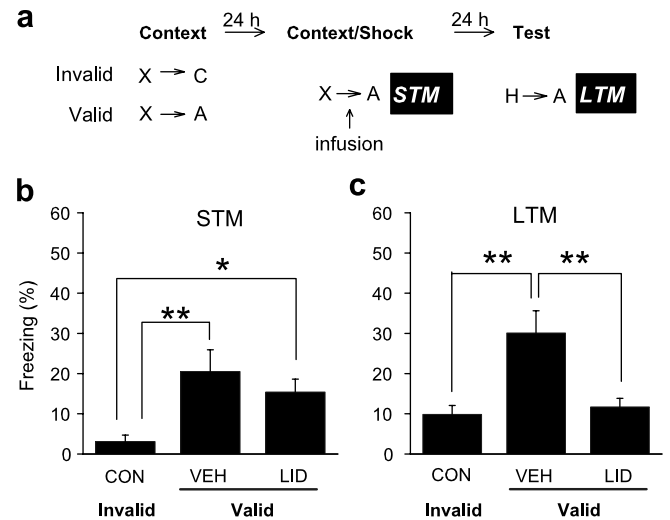 a
Context 24 h Context/Shock 24 h Test
Invalid X → C
X → A STM H → A LTM
Valid X → A
infusion
b
STM
Freezing (%)
60
50
40
30
20
10
0
*
**
CON VEH LID
Invalid Valid
c
LTM
60
50
40
30
20
10
0
** **
CON VEH LID
Invalid Valid